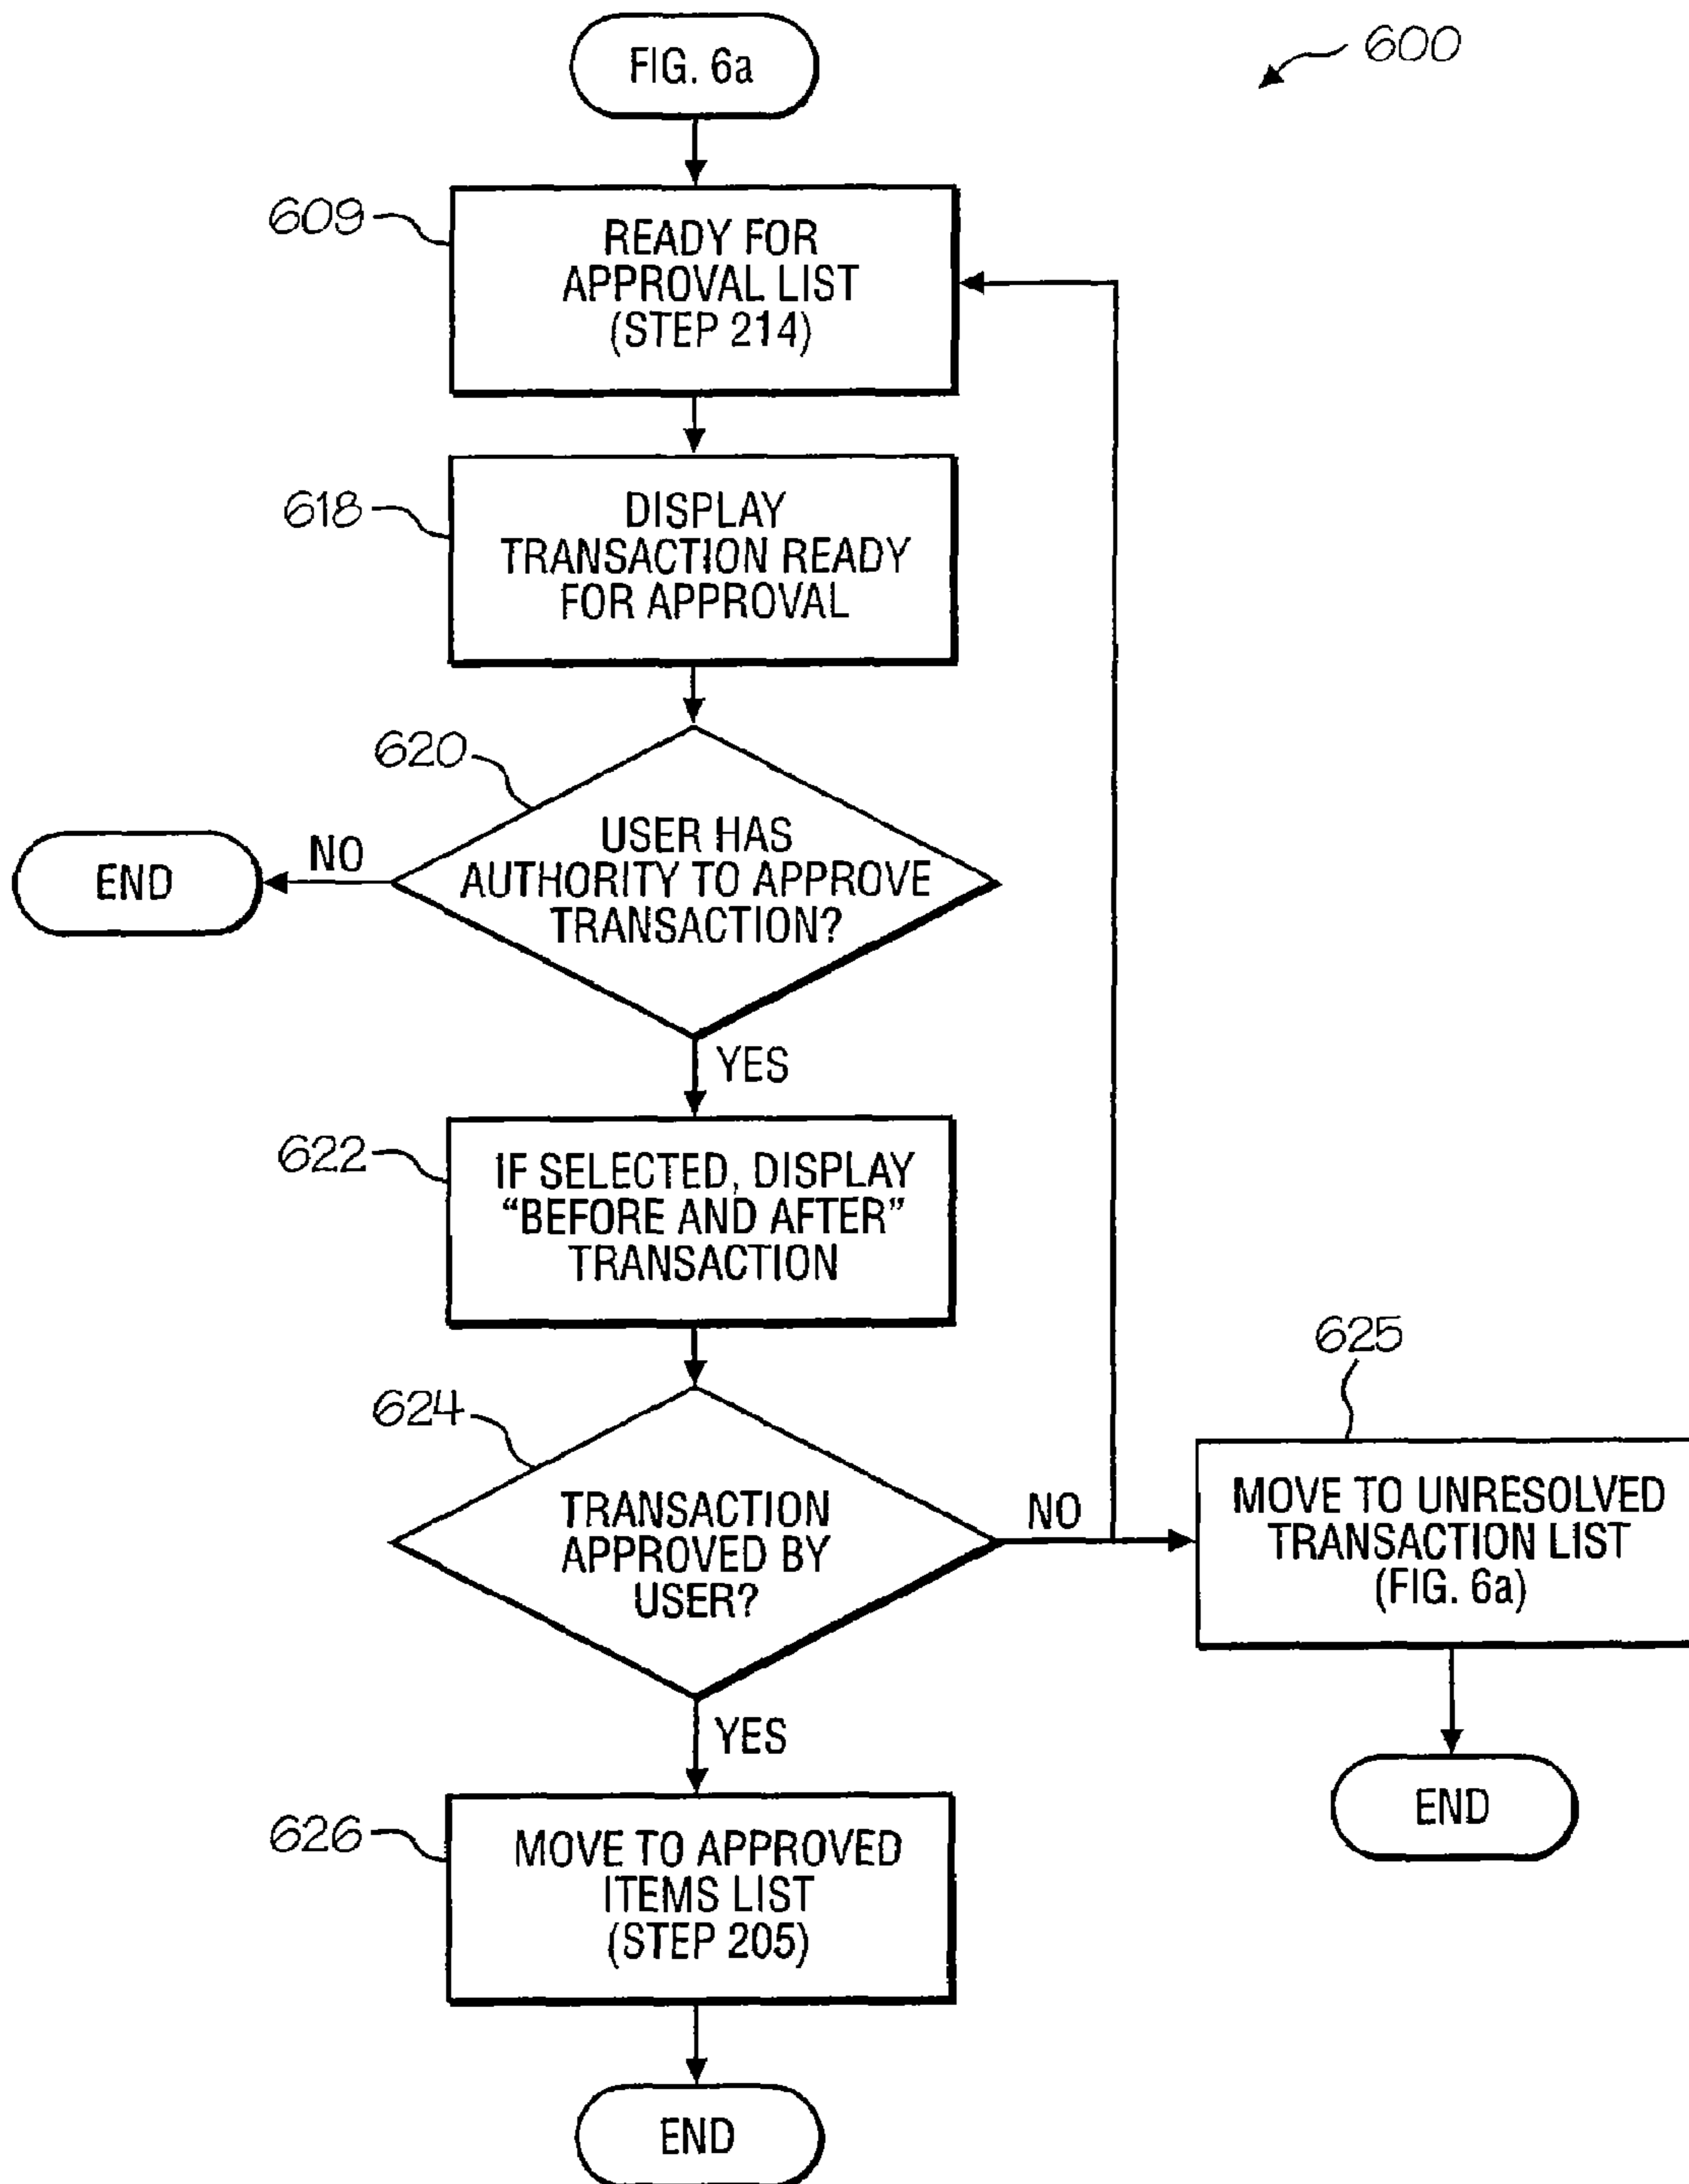 FIG. 6a
600
609
READY FOR
APPROVAL LIST
(STEP 214)
618
DISPLAY
TRANSACTION READY
FOR APPROVAL
620
USER HAS
AUTHORITY TO APPROVE
TRANSACTION?
NO
END
YES
622
IF SELECTED, DISPLAY
“BEFORE AND AFTER”
TRANSACTION
624
TRANSACTION
APPROVED BY
USER?
NO
625
MOVE TO UNRESOLVED
TRANSACTION LIST
(FIG. 6a)
END
YES
626
MOVE TO APPROVED
ITEMS LIST
(STEP 205)
END